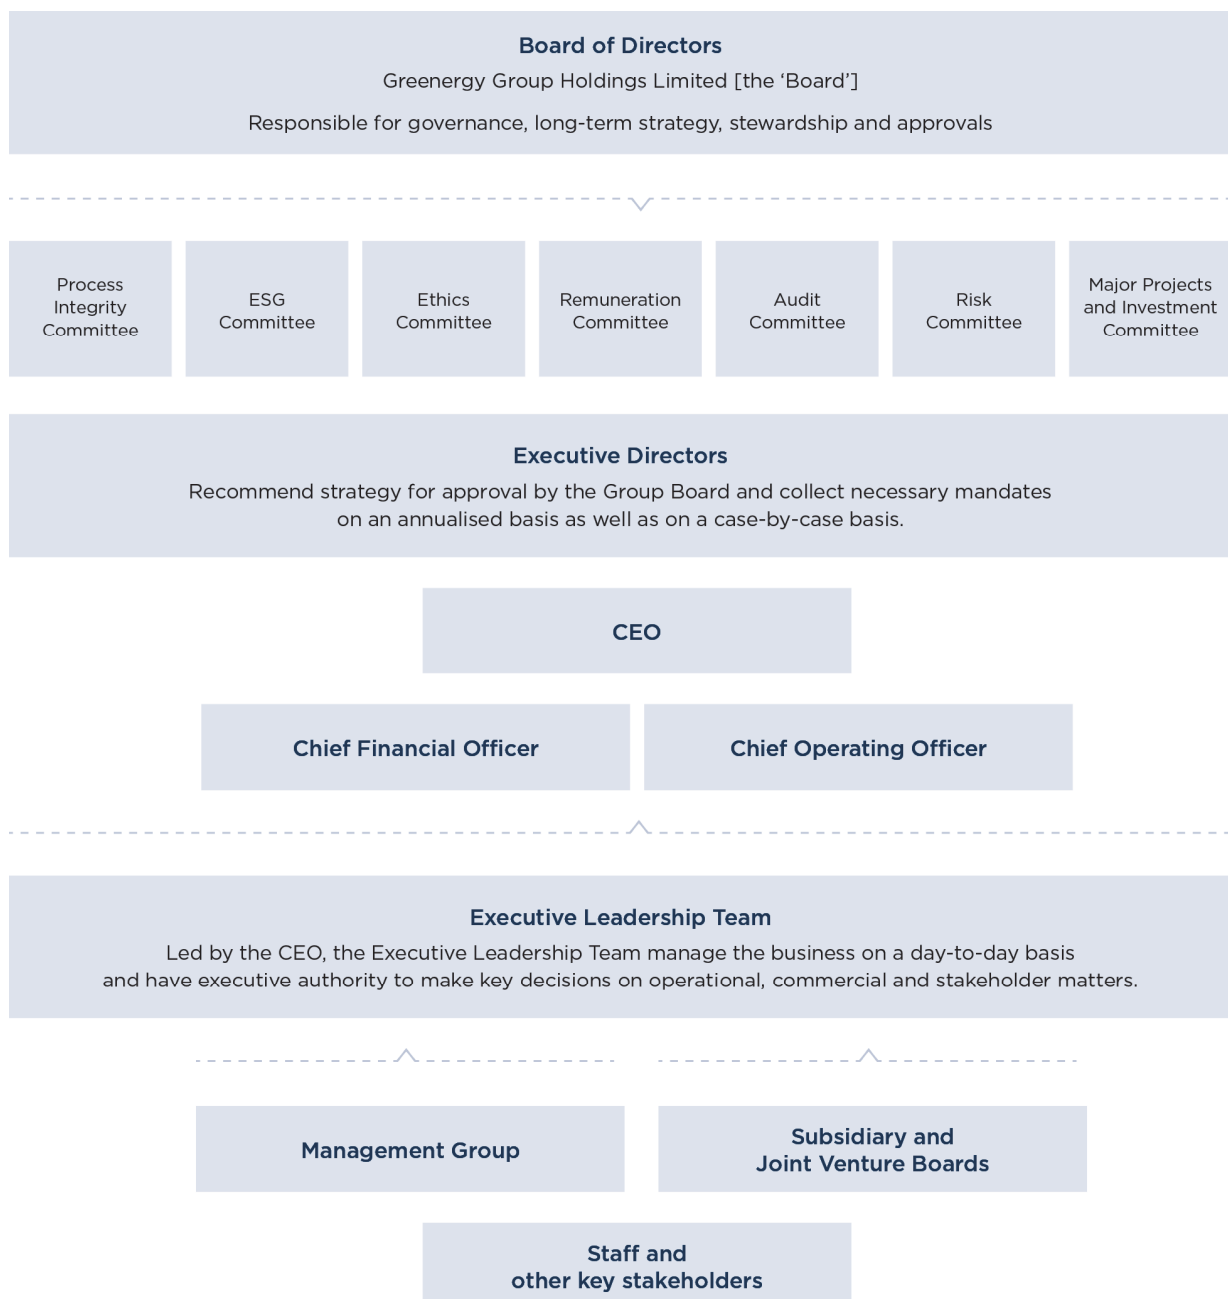 Board of Directors
Greenergy Group Holdings Limited [the ‘Board’]
Responsible for governance, long-term strategy, stewardship and approvals
Process
Integrity
Committee
ESG
Committee
Ethics
Committee
Remuneration
Committee
Audit
Committee
Risk
Committee
Major Projects
and Investment
Committee
Executive Directors
Recommend strategy for approval by the Group Board and collect necessary mandates
on an annualised basis as well as on a case-by-case basis.
CEO
Chief Financial Officer
Chief Operating Officer
Executive Leadership Team
Led by the CEO, the Executive Leadership Team manage the business on a day-to-day basis
and have executive authority to make key decisions on operational, commercial and stakeholder matters.
Management Group
Subsidiary and
Joint Venture Boards
Staff and
other key stakeholders